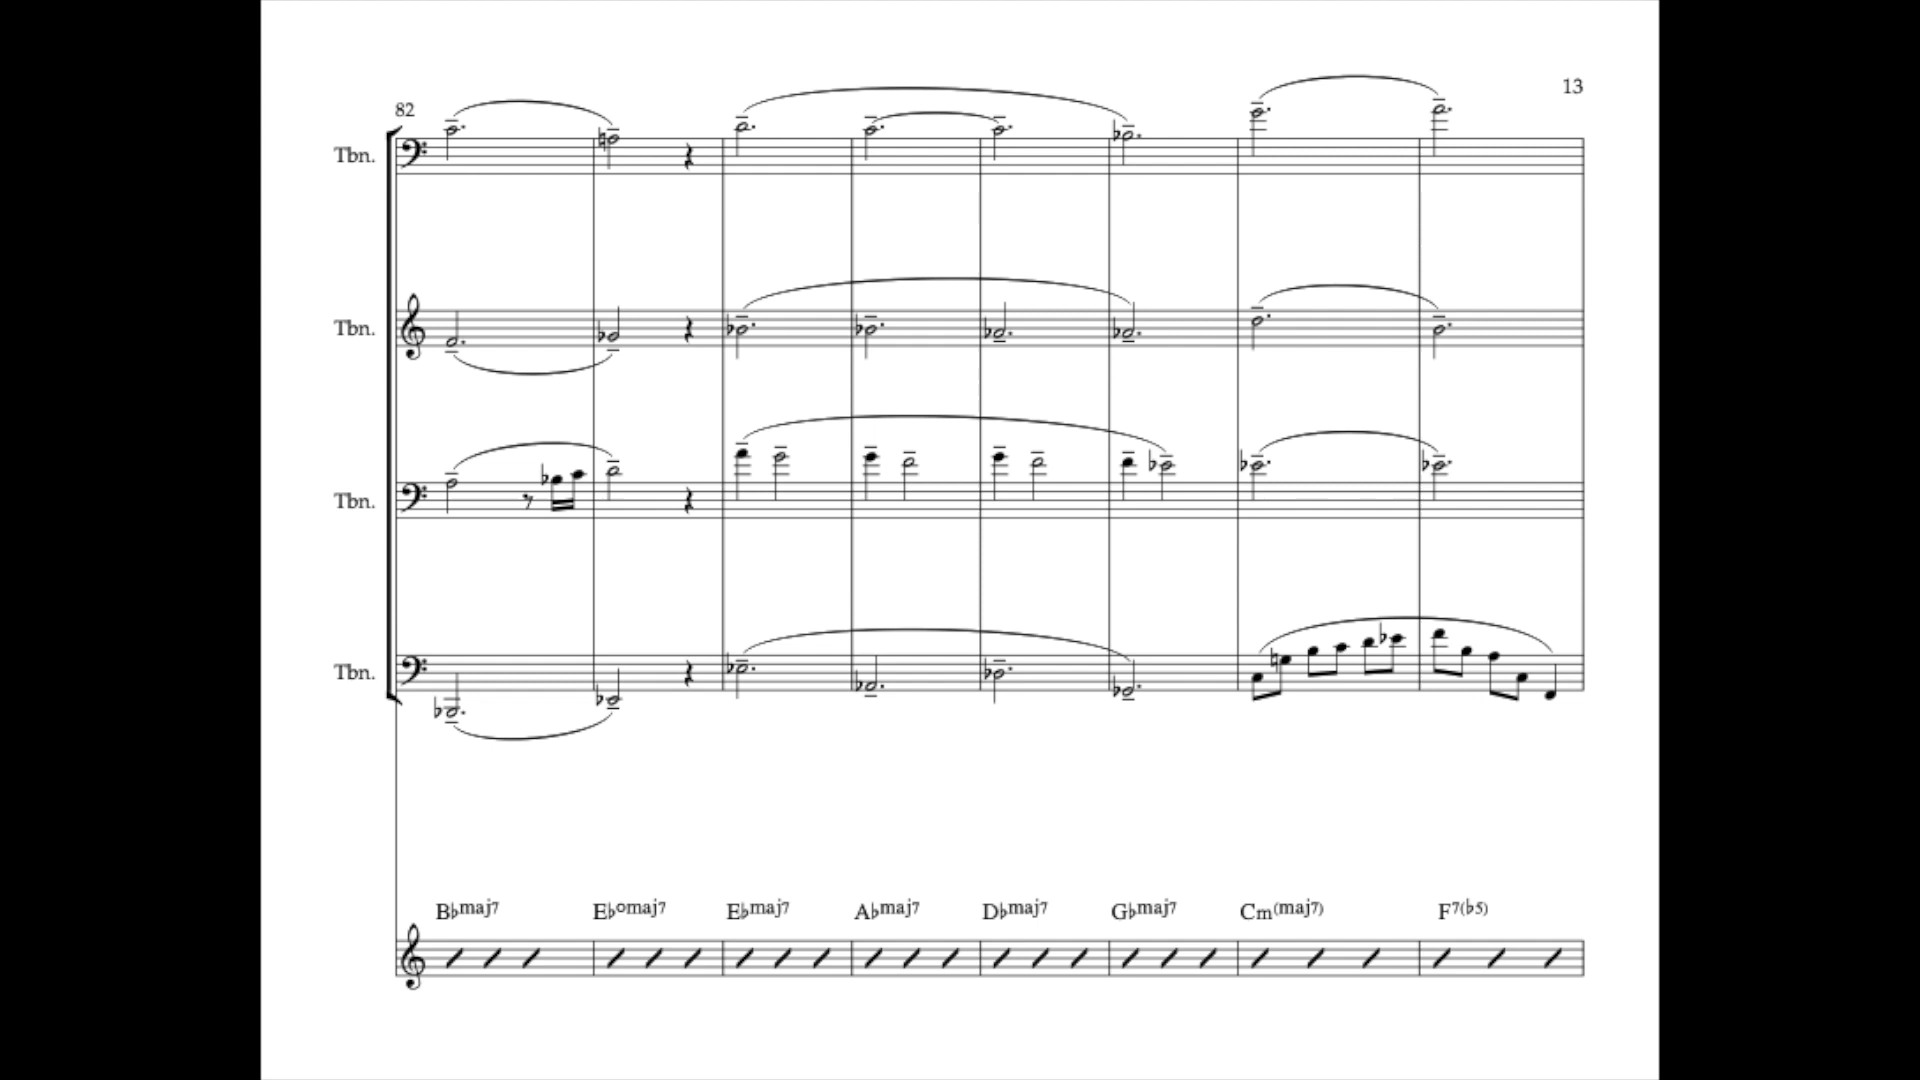 13
82
Tbn.
Tbn.
Tbn.
Tbn.
B♭maj7 E♭omaj7 E♭maj7 A♭maj7 D♭maj7 G♭maj7 Cm(maj7) F7(♭5)